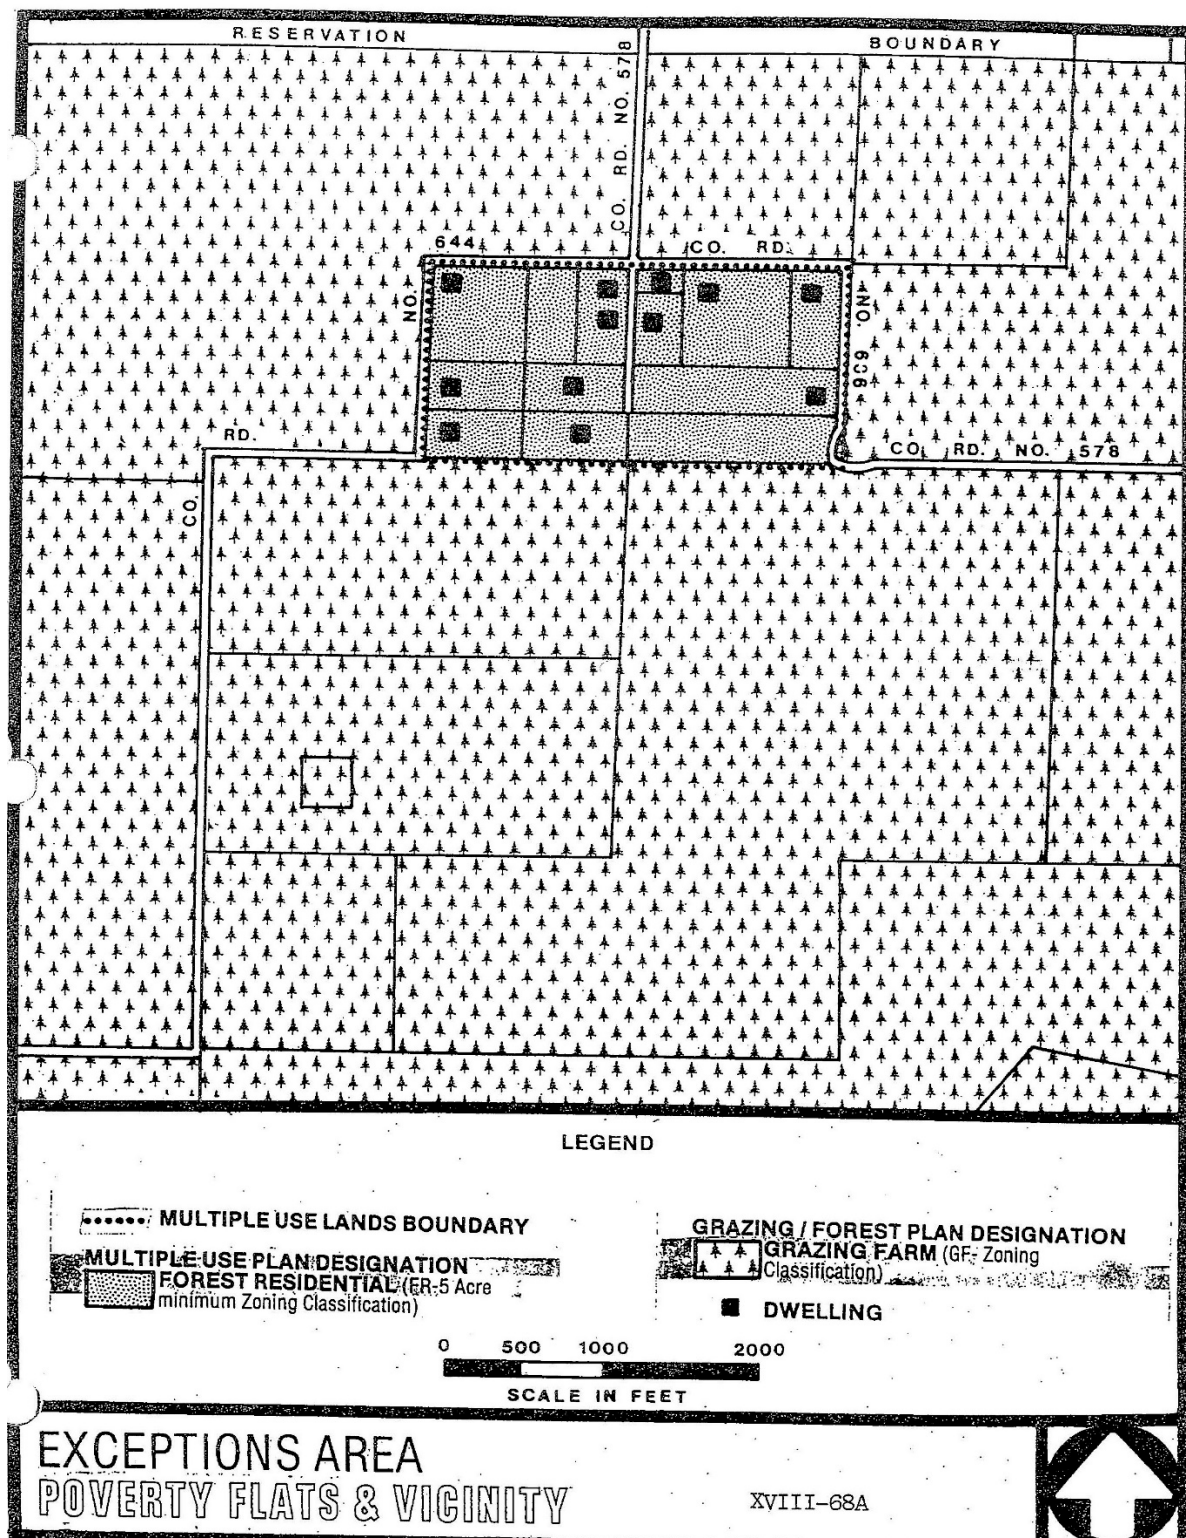 RESERVATION BOUNDARY
CO. RD. NO. 578
644
CO. RD.
NO.
NO. 609
RD.
CO. RD. NO. 578
CO.
LEGEND
MULTIPLE USE LANDS BOUNDARY
MULTIPLE USE PLAN DESIGNATION
FOREST RESIDENTIAL (FR-5 Acre
minimum Zoning Classification)
GRAZING / FOREST PLAN DESIGNATION
GRAZING FARM (GF- Zoning
Classification)
DWELLING
0 500 1000 2000
SCALE IN FEET
EXCEPTIONS AREA
POVERTY FLATS & VICINITY
XVIII-68A